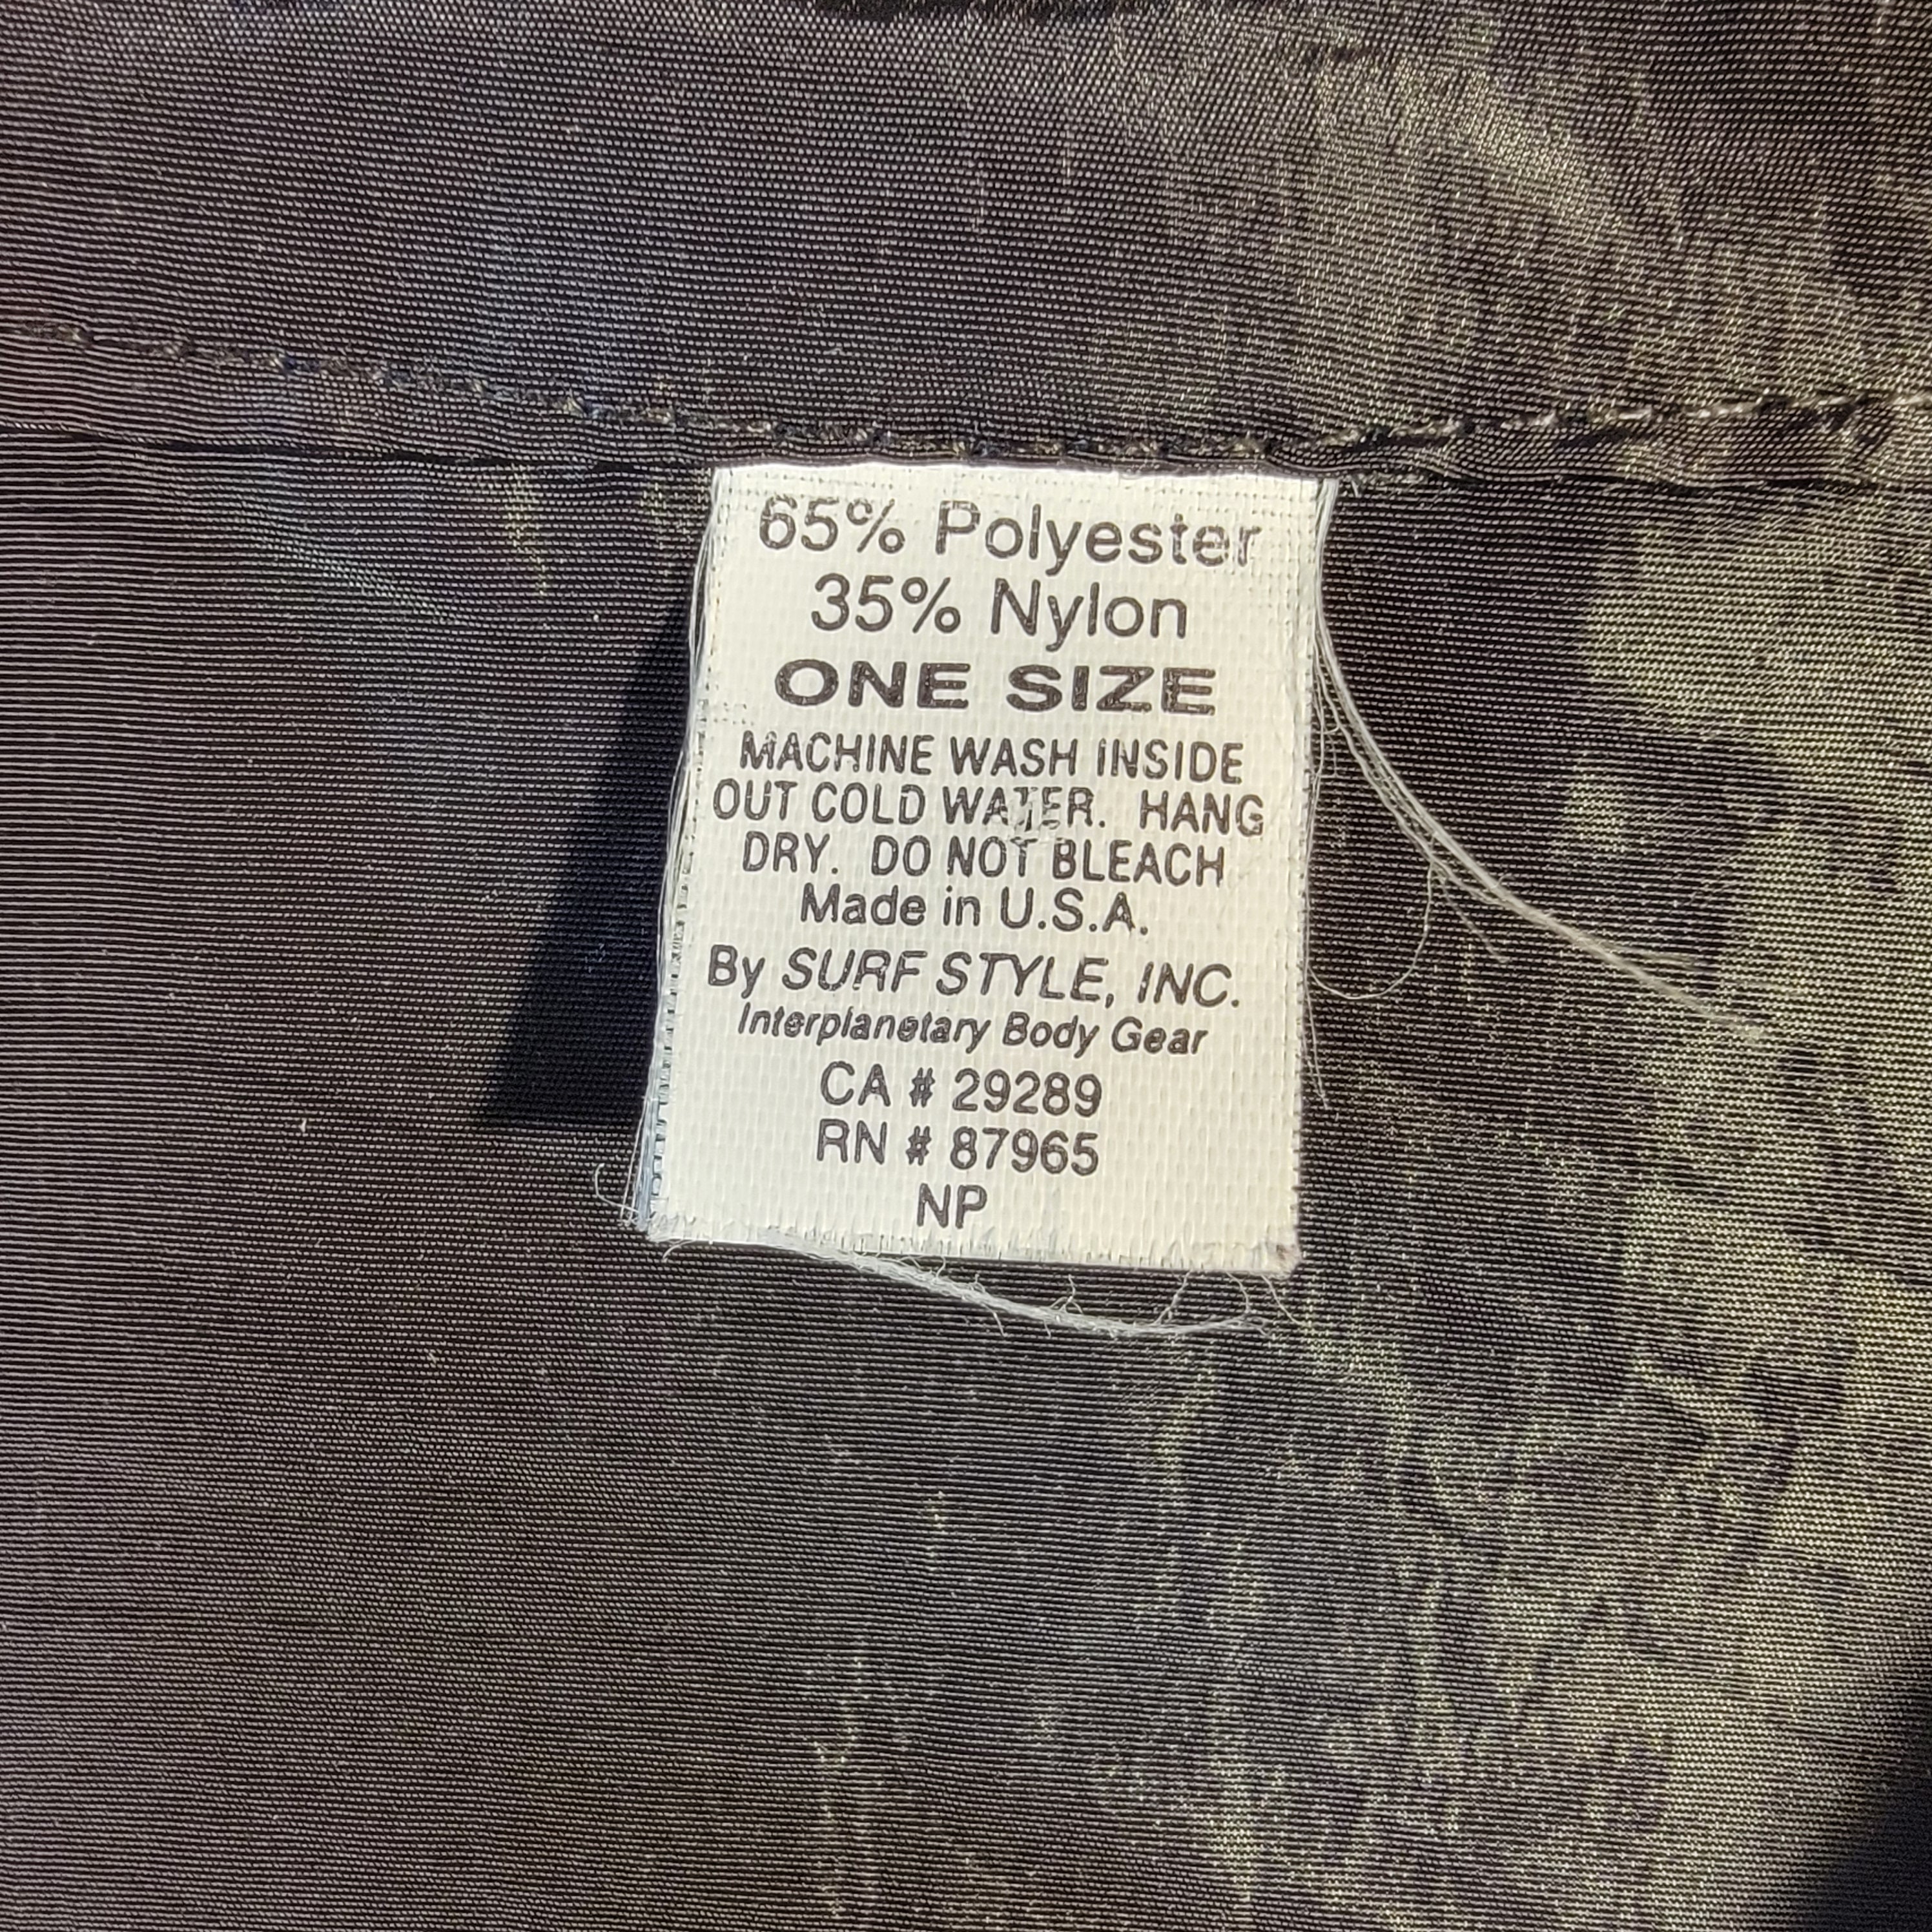 65% Polyester
35% Nylon
ONE SIZE
MACHINE WASH INSIDE
OUT COLD WATER. HANG
DRY. DO NOT BLEACH
Made in U.S.A.
By SURF STYLE, INC.
Interplanetary Body Gear
CA # 29289
RN # 87965
NP